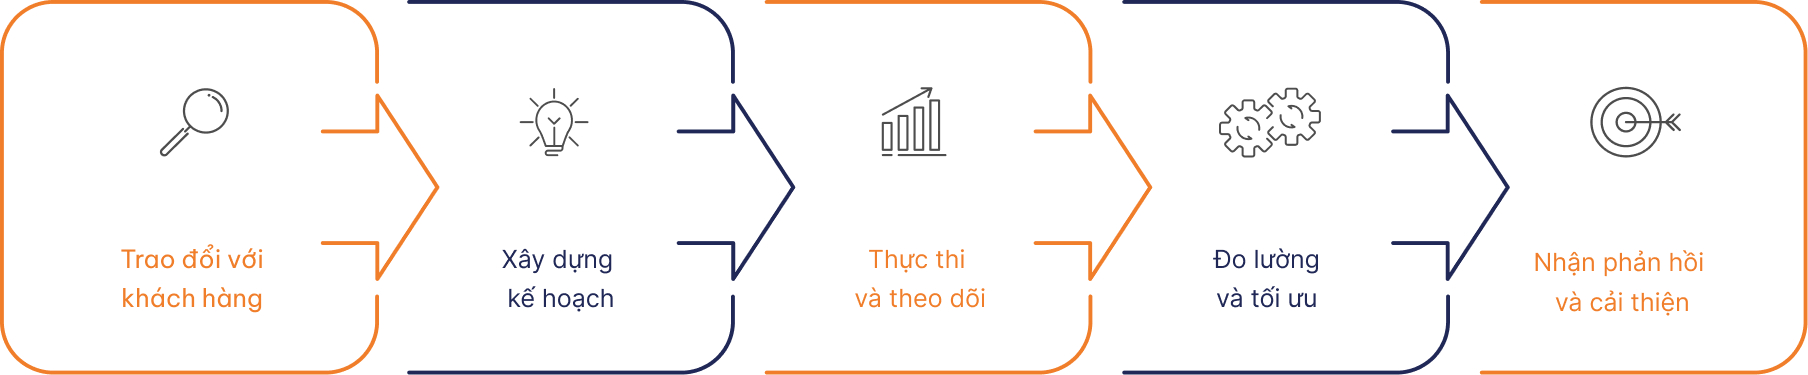 Trao đổi với
khách hàng
Xây dựng
kế hoạch
Thực thi
và theo dõi
Đo lường
và tối ưu
Nhận phản hồi
và cải thiện